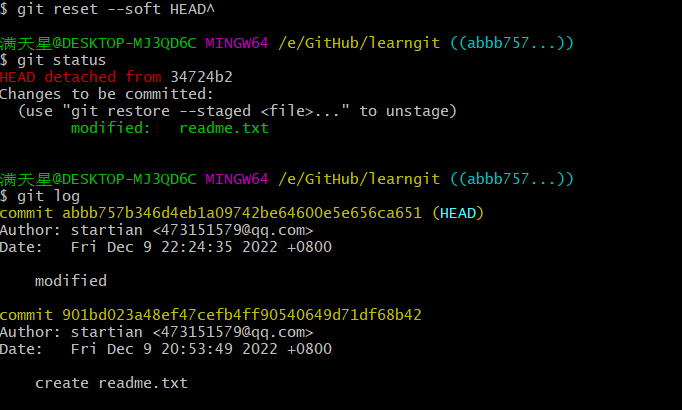 $ git reset --soft HEAD^
满天星@DESKTOP-MJ3QD6C MINGW64 /e/GitHub/learngit ((abbb757...))
$ git status
HEAD detached from 34724b2
Changes to be committed:
  (use "git restore --staged <file>..." to unstage)
        modified:   readme.txt
满天星@DESKTOP-MJ3QD6C MINGW64 /e/GitHub/learngit ((abbb757...))
$ git log
commit abbb757b346d4eb1a09742be64600e5e656ca651 (HEAD)
Author: startian <473151579@qq.com>
Date:   Fri Dec 9 22:24:35 2022 +0800
    modified
commit 901bd023a48ef47cefb4ff90540649d71df68b42
Author: startian <473151579@qq.com>
Date:   Fri Dec 9 20:53:49 2022 +0800
    create readme.txt